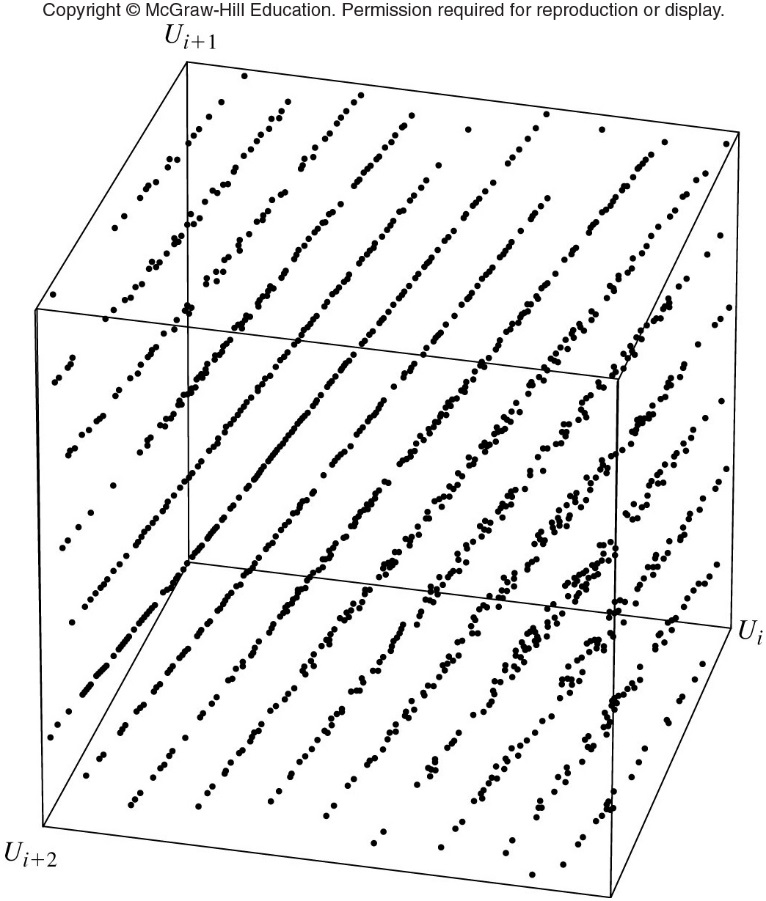 Copyright © McGraw-Hill Education. Permission required for reproduction or display.
U_{i+1}
U_i
U_{i+2}